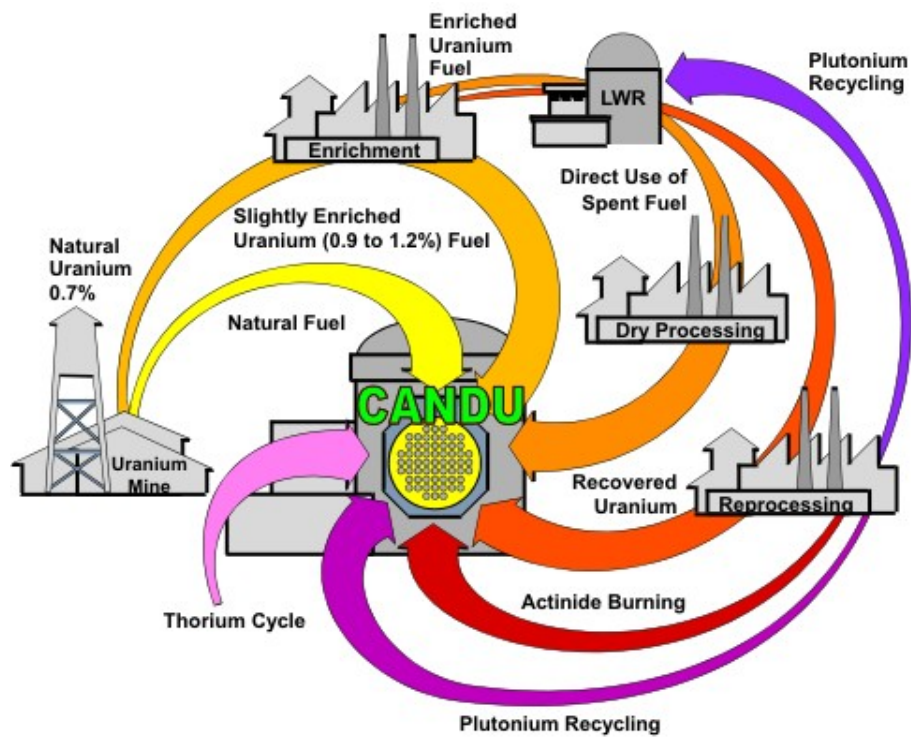 Enriched
Uranium
Fuel
Plutonium
Recycling
LWR
Enrichment
Direct Use of
Spent Fuel
Slightly Enriched
Uranium (0.9 to 1.2%) Fuel
Natural
Uranium
0.7%
Natural Fuel
Dry Processing
CANDU
Uranium
Mine
Recovered
Uranium
Reprocessing
Thorium Cycle
Actinide Burning
Plutonium Recycling